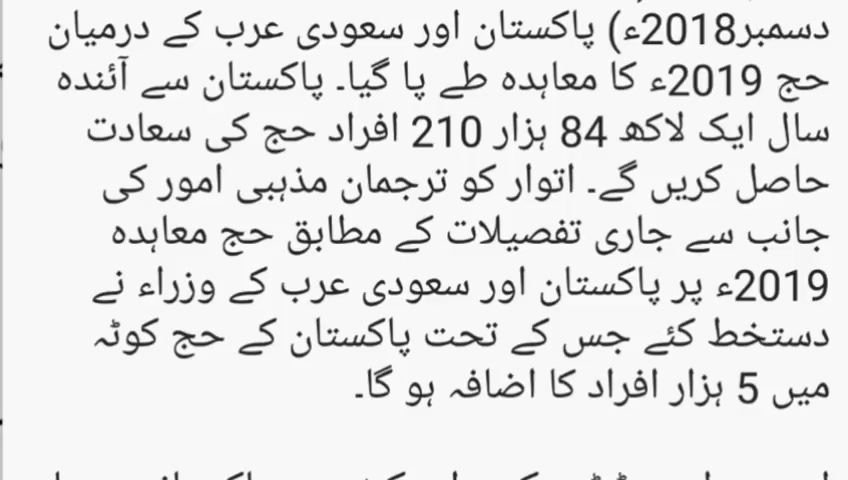 دسمبر2018ء) پاکستان اور سعودی عرب کے درمیان
حج 2019ء کا معاہدہ طے پا گیا۔ پاکستان سے آئندہ
سال ایک لاکھ 84 ہزار 210 افراد حج کی سعادت
حاصل کریں گے۔ اتوار کو ترجمان مذہبی امور کی
جانب سے جاری تفصیلات کے مطابق حج معاہدہ
2019ء پر پاکستان اور سعودی عرب کے وزراء نے
دستخط کئے جس کے تحت پاکستان کے حج کوٹہ
میں 5 ہزار افراد کا اضافہ ہو گا۔